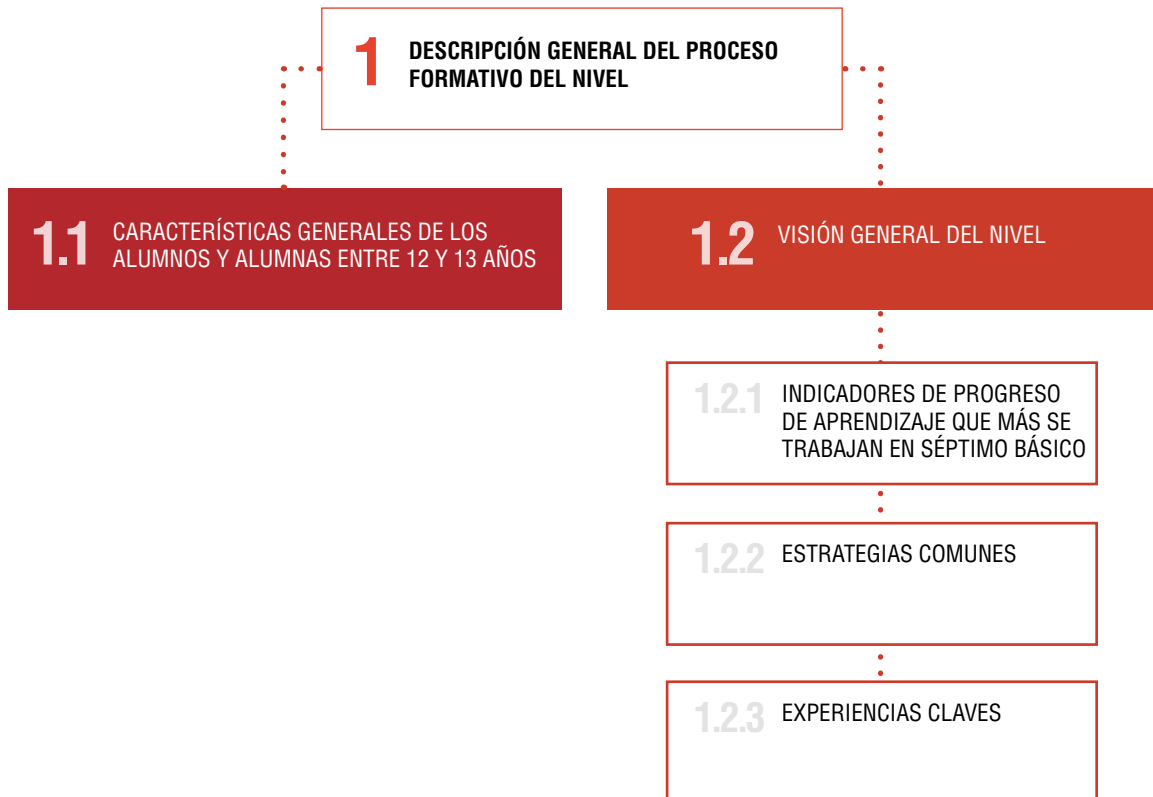 1 DESCRIPCIÓN GENERAL DEL PROCESO
FORMATIVO DEL NIVEL
1.1 CARACTERÍSTICAS GENERALES DE LOS
ALUMNOS Y ALUMNAS ENTRE 12 Y 13 AÑOS
1.2 VISIÓN GENERAL DEL NIVEL
1.2.1 INDICADORES DE PROGRESO
DE APRENDIZAJE QUE MÁS SE
TRABAJAN EN SÉPTIMO BÁSICO
1.2.2 ESTRATEGIAS COMUNES
1.2.3 EXPERIENCIAS CLAVES